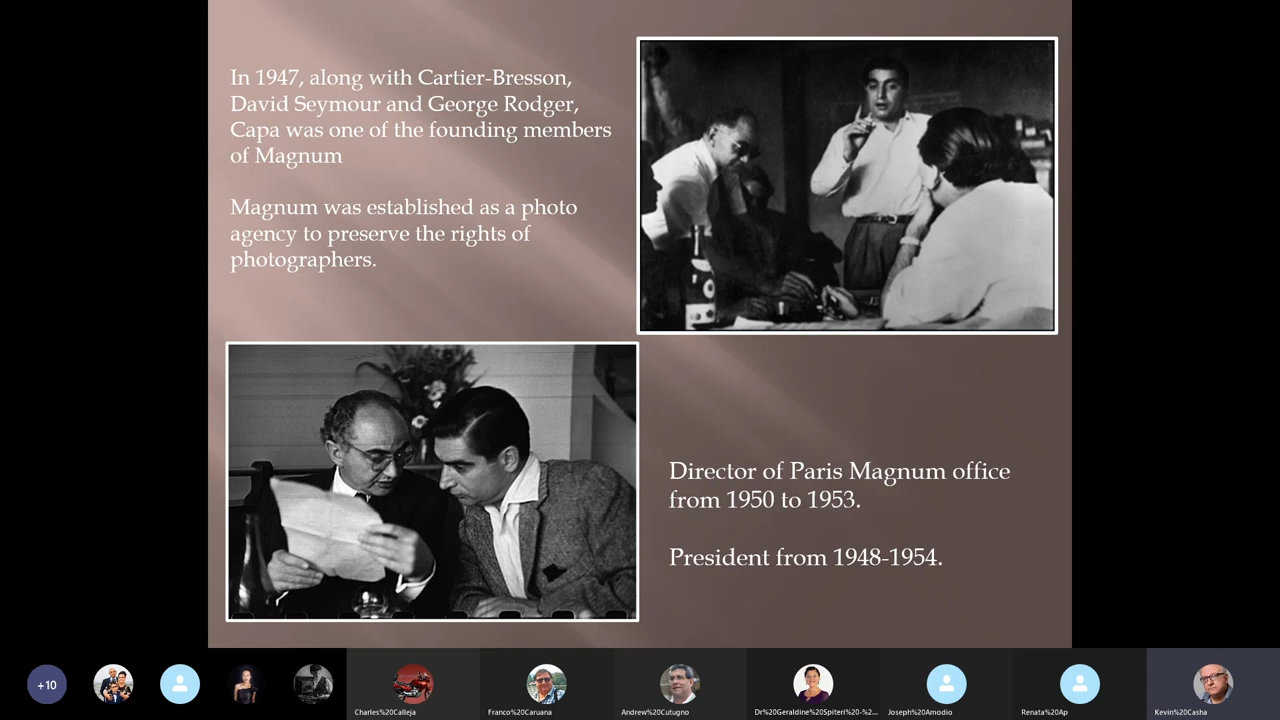 In 1947, along with Cartier-Bresson,
David Seymour and George Rodger,
Capa was one of the founding members
of Magnum
Magnum was established as a photo
agency to preserve the rights of
photographers.
Director of Paris Magnum office
from 1950 to 1953.
President from 1948-1954.
+10
Charles%20Calleja
Franco%20Caruana
Andrew%20Cutugno
Dr%20Geraldine%20Spiteri%20-%2...
Joseph%20Amodio
Renata%20Ap
Kevin%20Casha